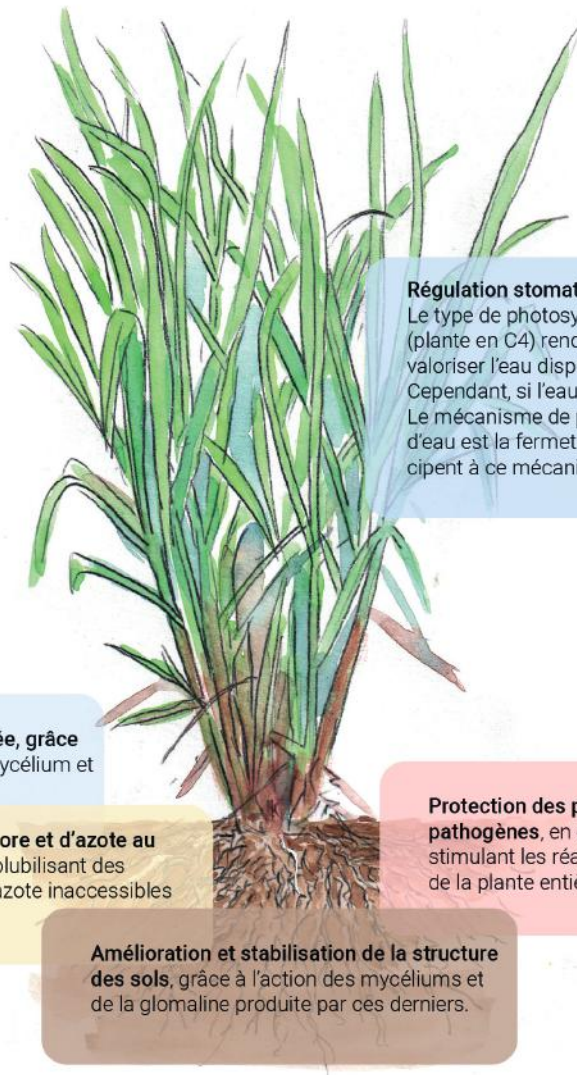 Régulation stomat
Le type de photosy
(plante en C4) renc
valoriser l'eau disp
Cependant, si l'eau
Le mécanisme de p
d'eau est la fermet
cipent à ce mécani
ée, grâce
ycélium et
ore et d'azote au
olubilisant des
azote inaccessibles
Protection des p
pathogènes, en
stimulant les réa
de la plante entiè
Amélioration et stabilisation de la structure
des sols, grâce à l'action des mycéliums et
de la glomaline produite par ces derniers.